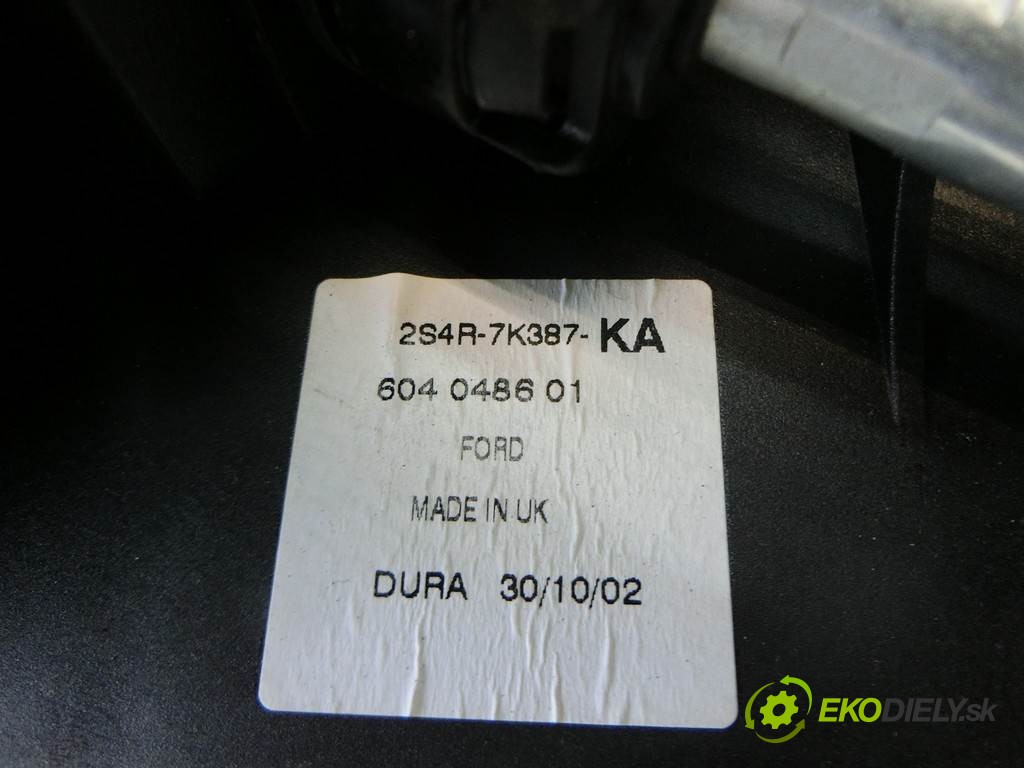 2S4R-7K387-KA
604 0486 01
FORD
MADE IN UK
DURA 30/10/02
EKODIELY.sk